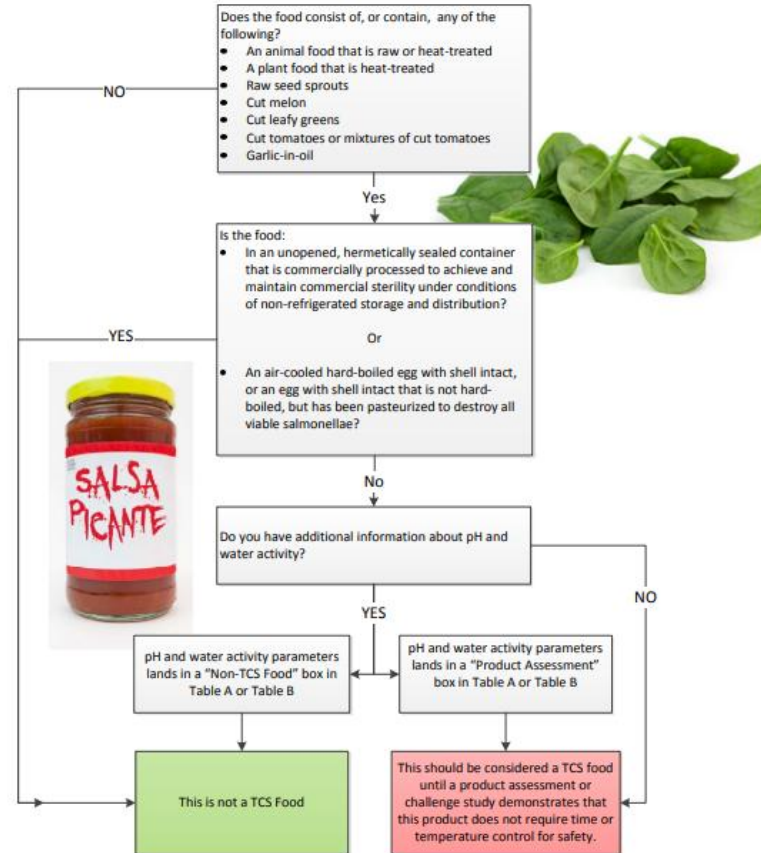 Does the food consist of, or contain, any of the
following?
• An animal food that is raw or heat-treated
• A plant food that is heat-treated
• Raw seed sprouts
• Cut melon
• Cut leafy greens
• Cut tomatoes or mixtures of cut tomatoes
• Garlic-in-oil
NO
Yes
Is the food:
• In an unopened, hermetically sealed container
that is commercially processed to achieve and
maintain commercial sterility under conditions
of non-refrigerated storage and distribution?
Or
• An air-cooled hard-boiled egg with shell intact,
or an egg with shell intact that is not hard-
boiled, but has been pasteurized to destroy all
viable salmonellae?
YES
SALSA
PICANTE
No
Do you have additional information about pH and
water activity?
YES
NO
pH and water activity parameters
lands in a “Non-TCS Food” box in
Table A or Table B
pH and water activity parameters
lands in a “Product Assessment”
box in Table A or Table B
This is not a TCS Food
This should be considered a TCS food
until a product assessment or
challenge study demonstrates that
this product does not require time or
temperature control for safety.